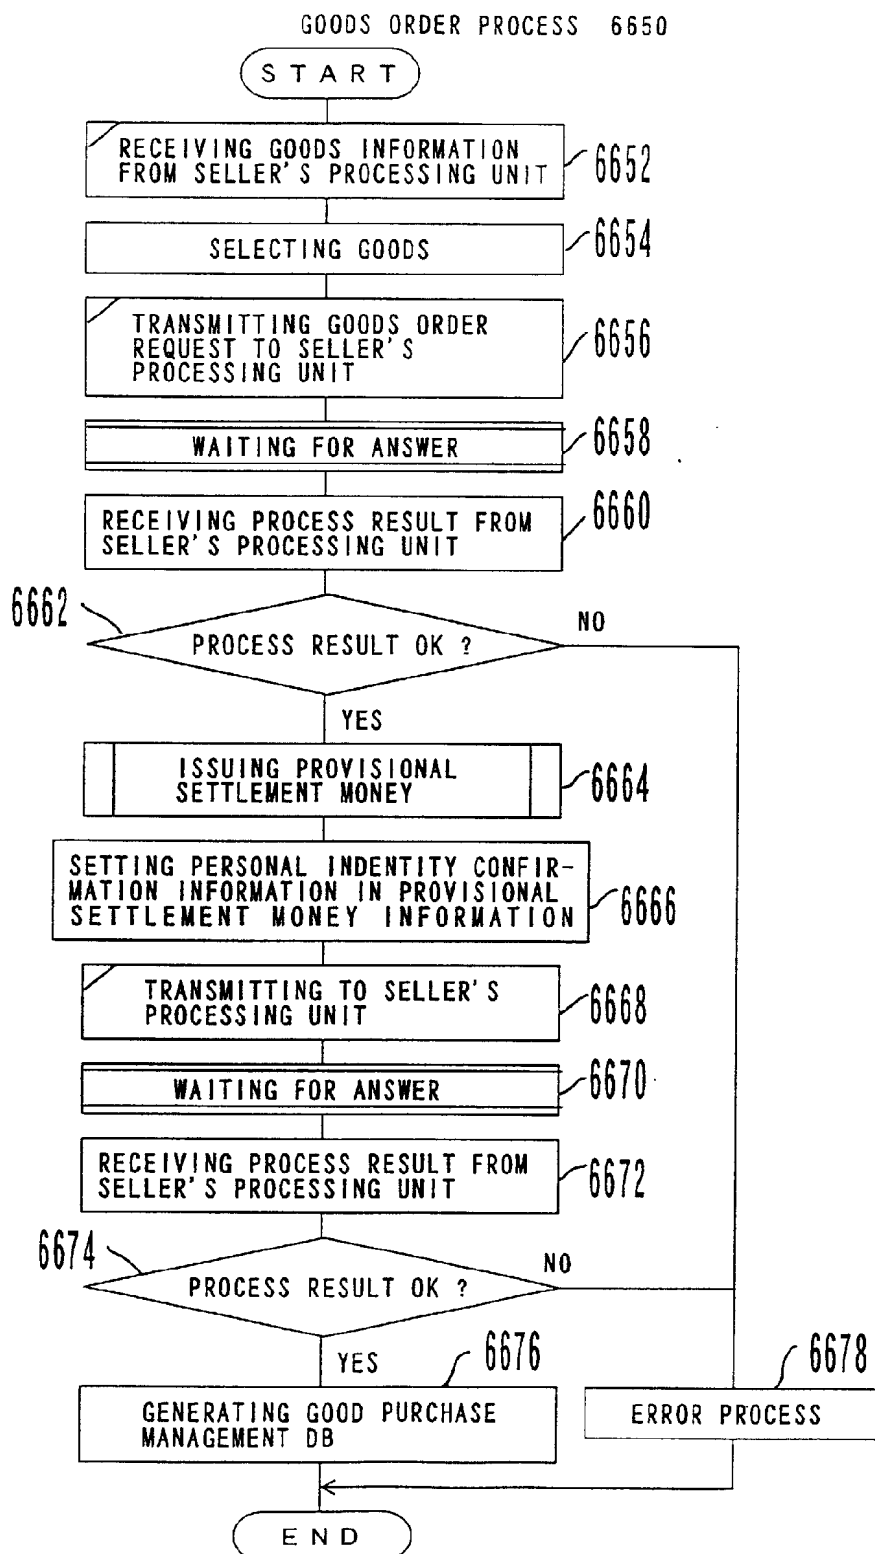 GOODS ORDER PROCESS 6650
START
RECEIVING GOODS INFORMATION
FROM SELLER'S PROCESSING UNIT
6652
SELECTING GOODS
6654
TRANSMITTING GOODS ORDER
REQUEST TO SELLER'S
PROCESSING UNIT
6656
WAITING FOR ANSWER
6658
RECEIVING PROCESS RESULT FROM
SELLER'S PROCESSING UNIT
6660
6662
PROCESS RESULT OK ?
NO
YES
ISSUING PROVISIONAL
SETTLEMENT MONEY
6664
SETTING PERSONAL INDENTITY CONFIR-
MATION INFORMATION IN PROVISIONAL
SETTLEMENT MONEY INFORMATION
6666
TRANSMITTING TO SELLER'S
PROCESSING UNIT
6668
WAITING FOR ANSWER
6670
RECEIVING PROCESS RESULT FROM
SELLER'S PROCESSING UNIT
6672
6674
PROCESS RESULT OK ?
NO
YES
6676
GENERATING GOOD PURCHASE
MANAGEMENT DB
6678
ERROR PROCESS
END